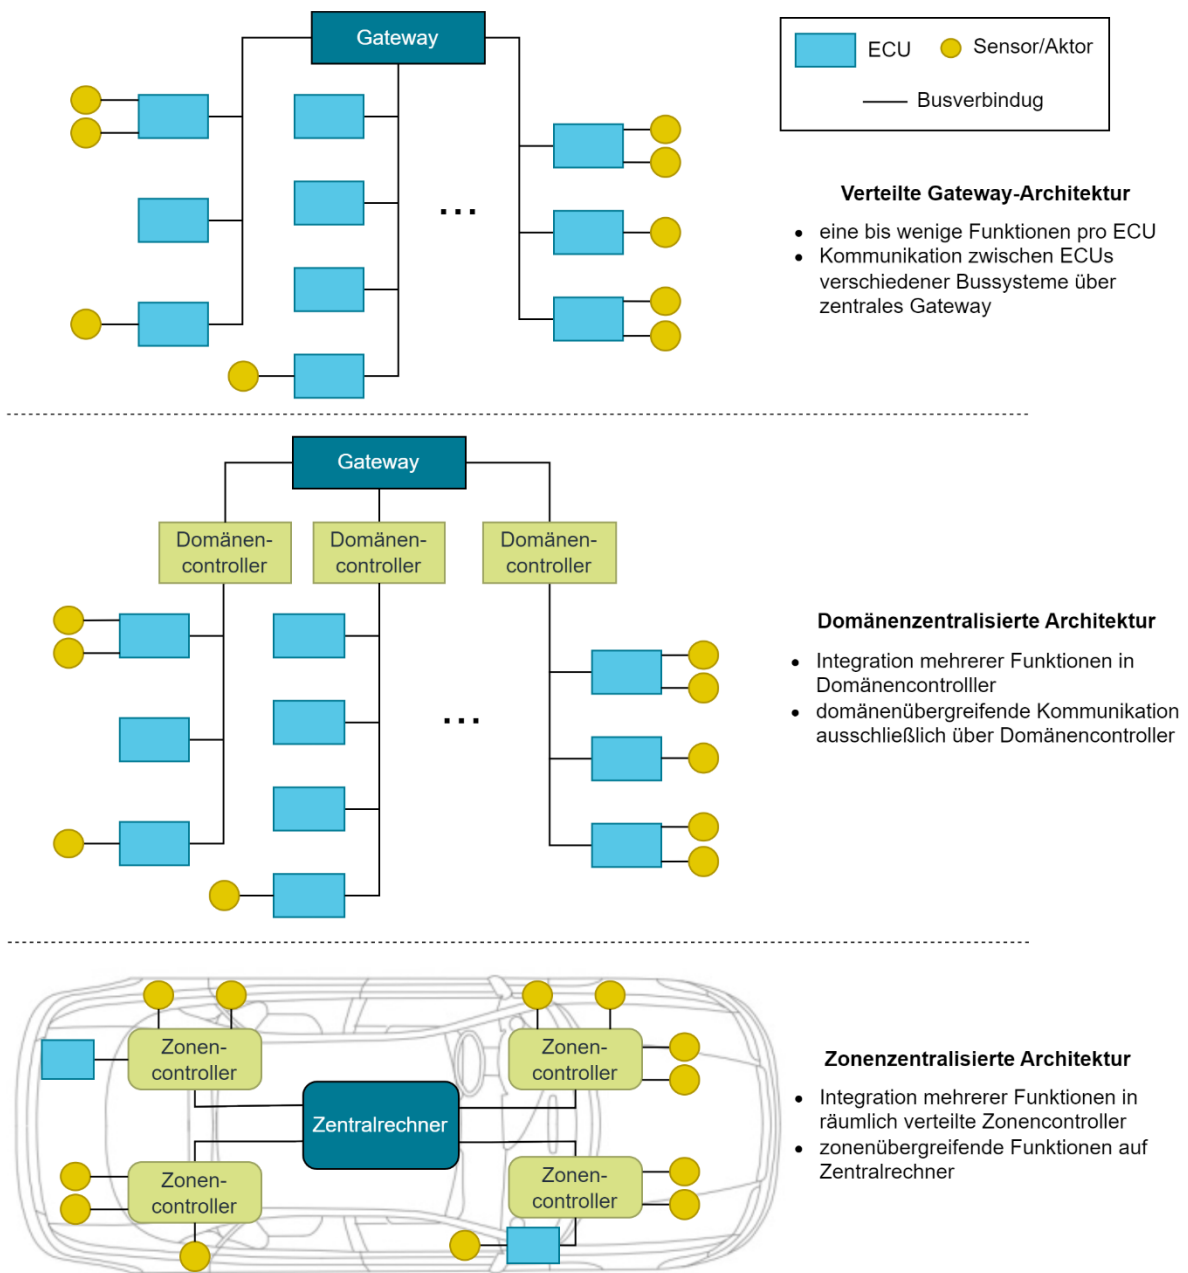 Gateway
ECU
Sensor/Aktor
Busverbindug
...
Verteilte Gateway-Architektur
• eine bis wenige Funktionen pro ECU
• Kommunikation zwischen ECUs
verschiedener Bussysteme über
zentrales Gateway
Gateway
Domänen-
controller
Domänen-
controller
Domänen-
controller
...
Domänenzentralisierte Architektur
• Integration mehrerer Funktionen in
Domänencontrolller
• domänenübergreifende Kommunikation
ausschließlich über Domänencontroller
Zonen-
controller
Zonen-
controller
Zentralrechner
Zonen-
controller
Zonen-
controller
Zonenzentralisierte Architektur
• Integration mehrerer Funktionen in
räumlich verteilte Zonencontroller
• zonenübergreifende Funktionen auf
Zentralrechner